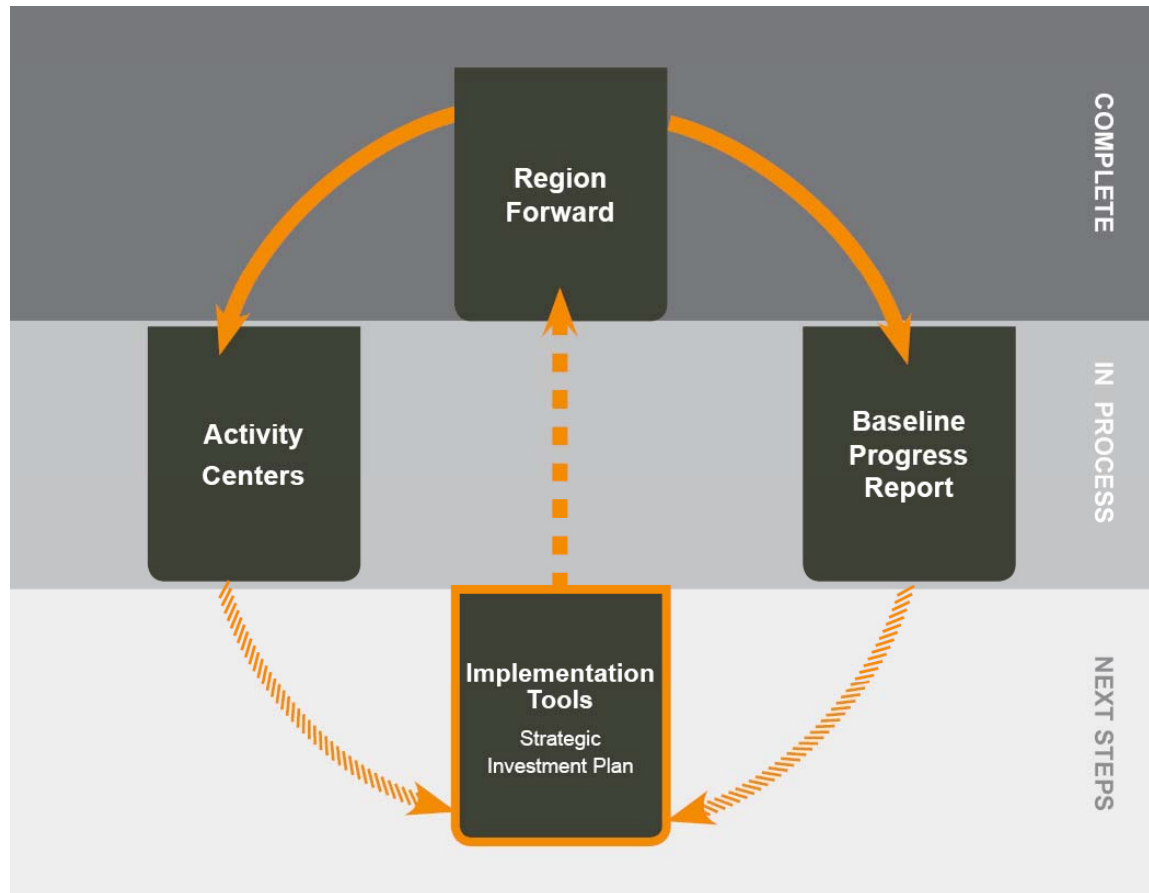 Region
Forward
COMPLETE
Activity
Centers
Baseline
Progress
Report
IN PROCESS
Implementation
Tools
Strategic
Investment Plan
NEXT STEPS